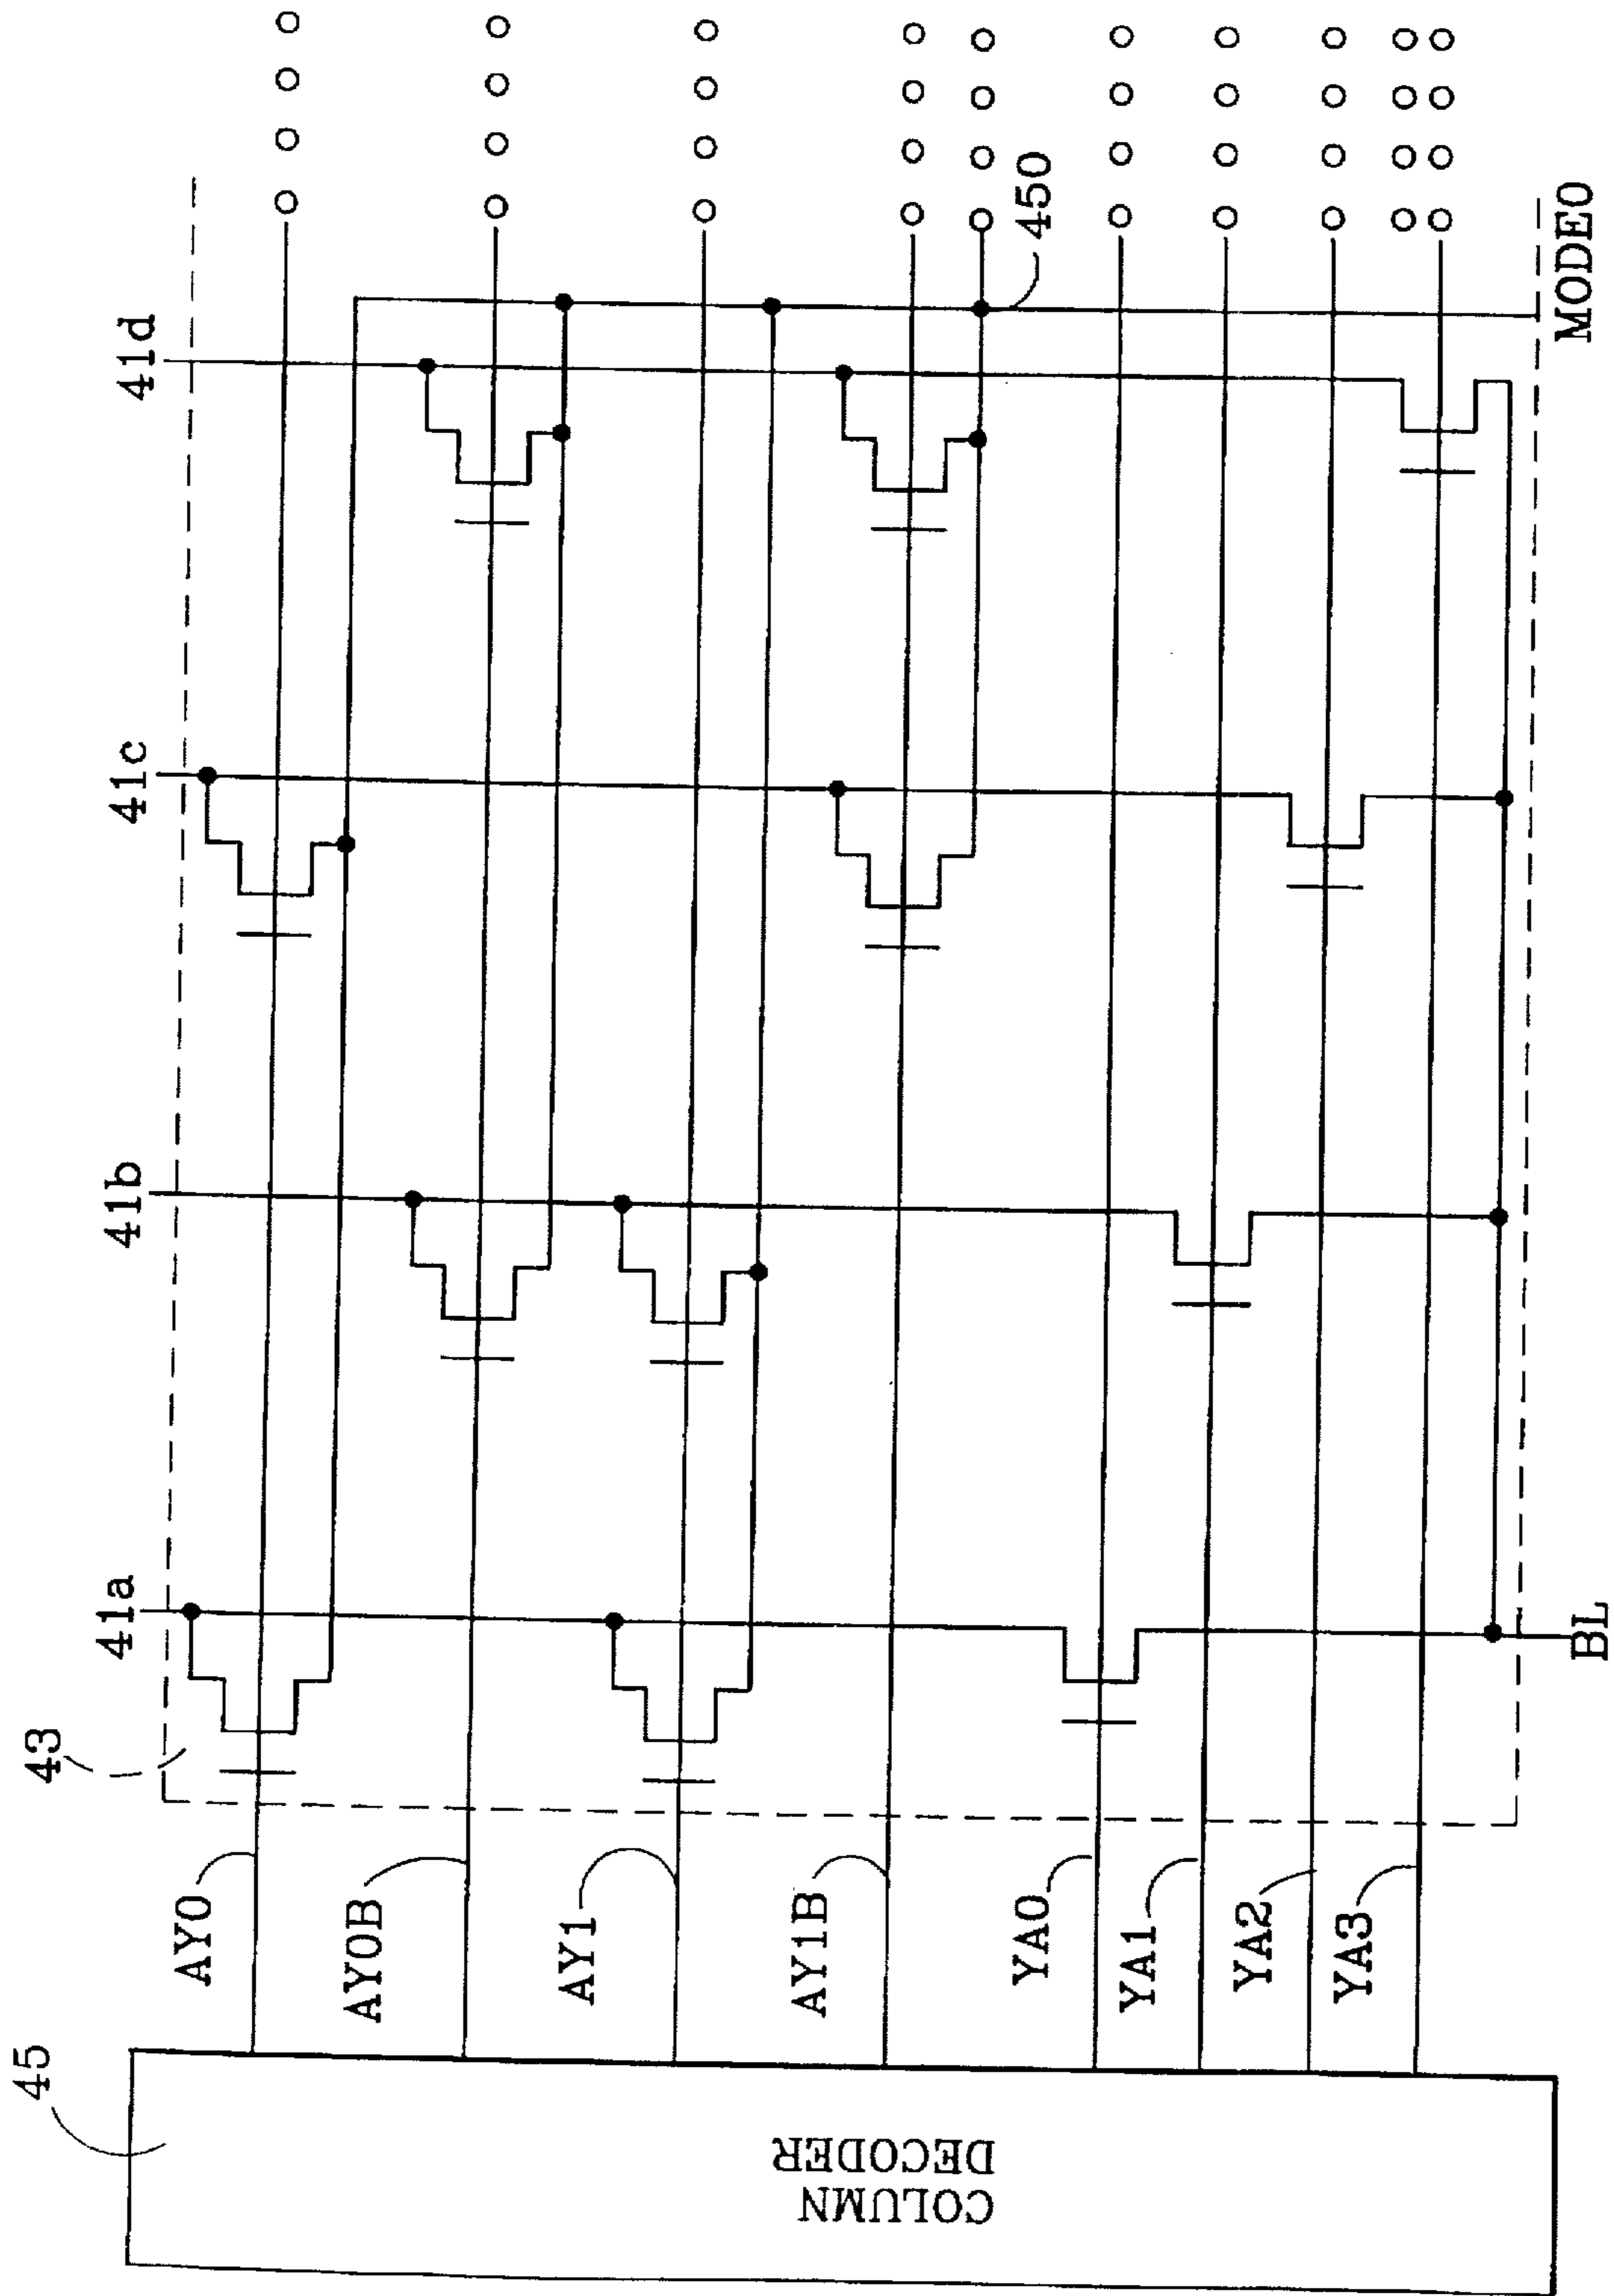 45
COLUMN
DECODER
43
AY0
AY0B
AY1
AY1B
YA0
YA1
YA2
YA3
41a
41b
41c
41d
450
BL
MODE0